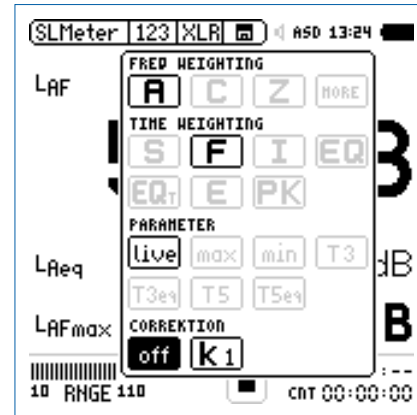 SLMeter 123 XLR ASD 13:24
FREQ WEIGHTING
LAF
A C Z MORE
TIME WEIGHTING
S F I EQ
EQT E PK
PARAMETER
live max min T3
LAeq dB
T3eq T5 T5eq
LAFmax
CORREKTION
B
off K1
10 RNGE 110 CNT 00:00:00